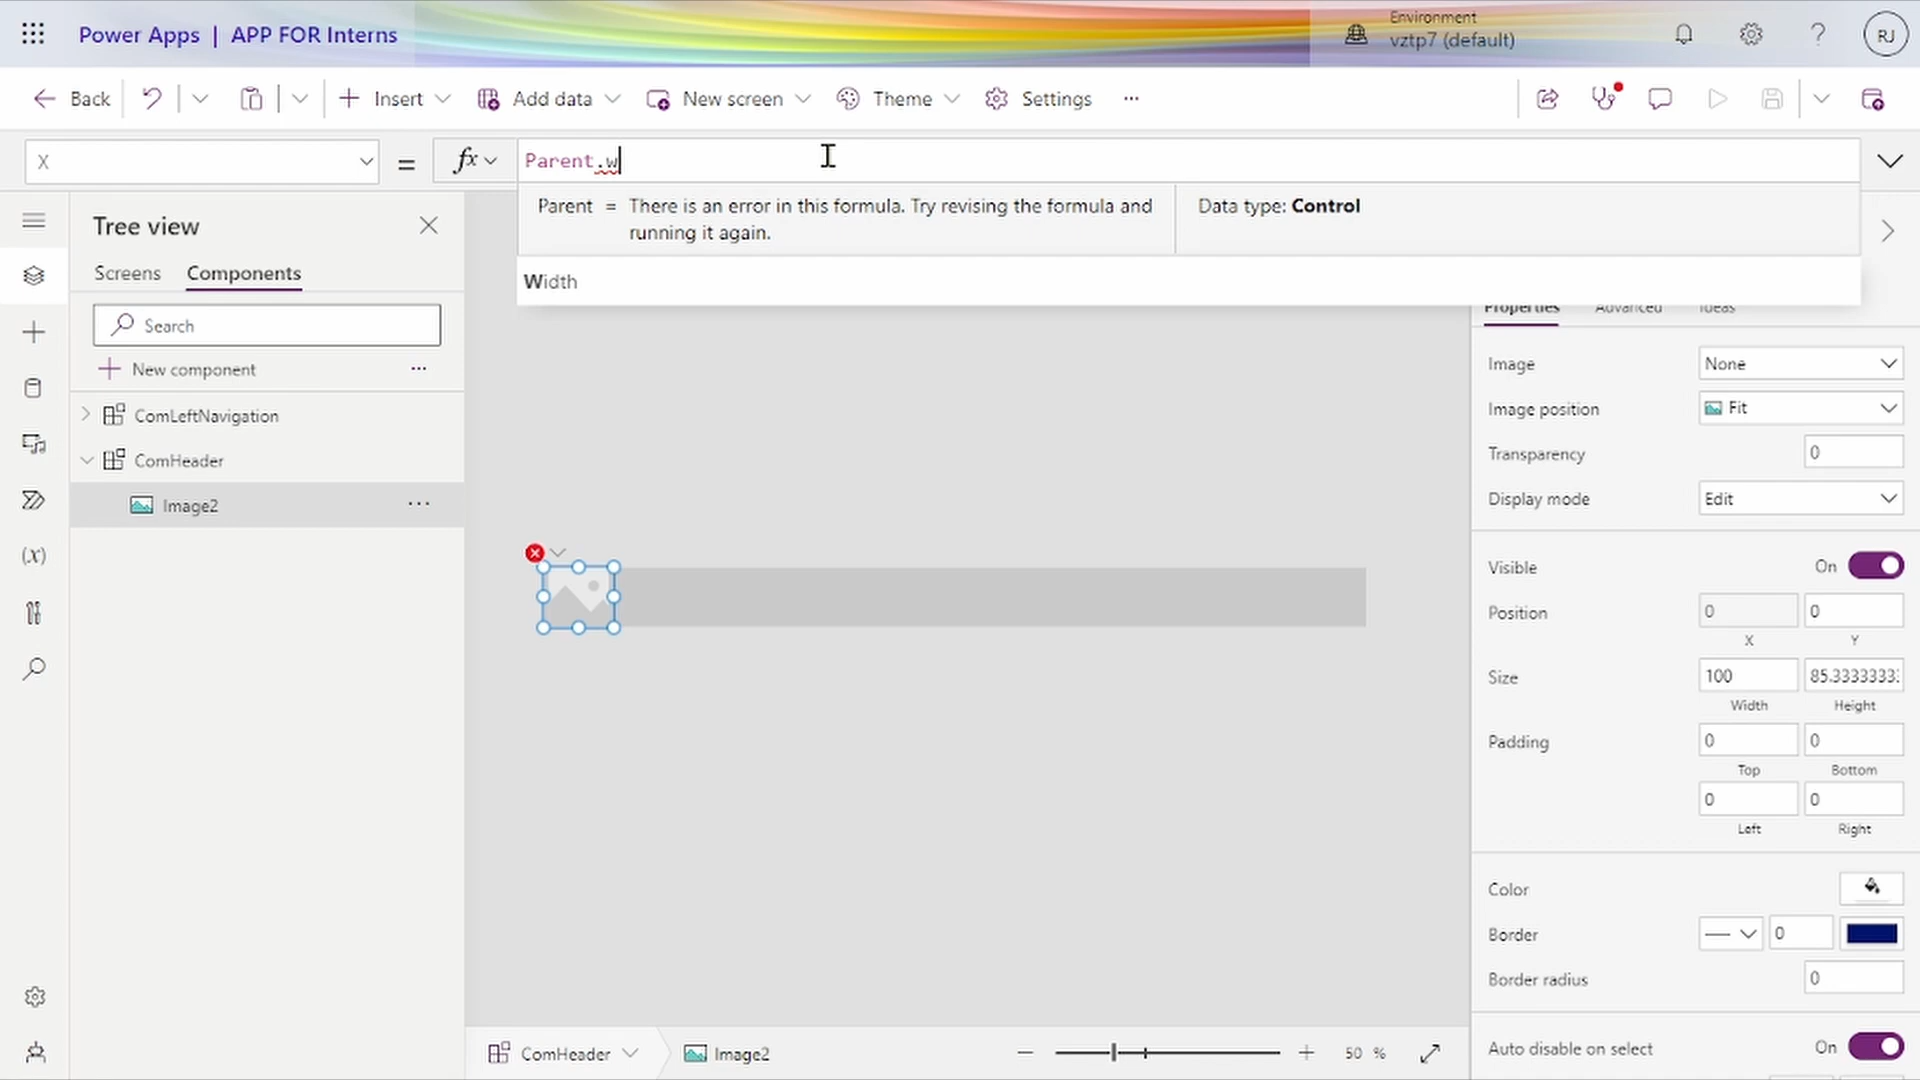 Power Apps | APP FOR Interns
Environment
vztp7 (default)
RJ
Back
Insert
Add data
New screen
Theme
Settings
X
=
fx
Parent.w
Parent = There is an error in this formula. Try revising the formula and
running it again.
Data type: Control
Width
Tree view
Screens
Components
Search
New component
ComLeftNavigation
ComHeader
Image2
Properties
Advanced
Ideas
Image
None
Image position
Fit
Transparency
0
Display mode
Edit
Visible
On
Position
0
0
X
Y
Size
100
85.3333333
Width
Height
Padding
0
0
Top
Bottom
0
0
Left
Right
Color
Border
0
Border radius
0
Auto disable on select
On
ComHeader
Image2
50 %